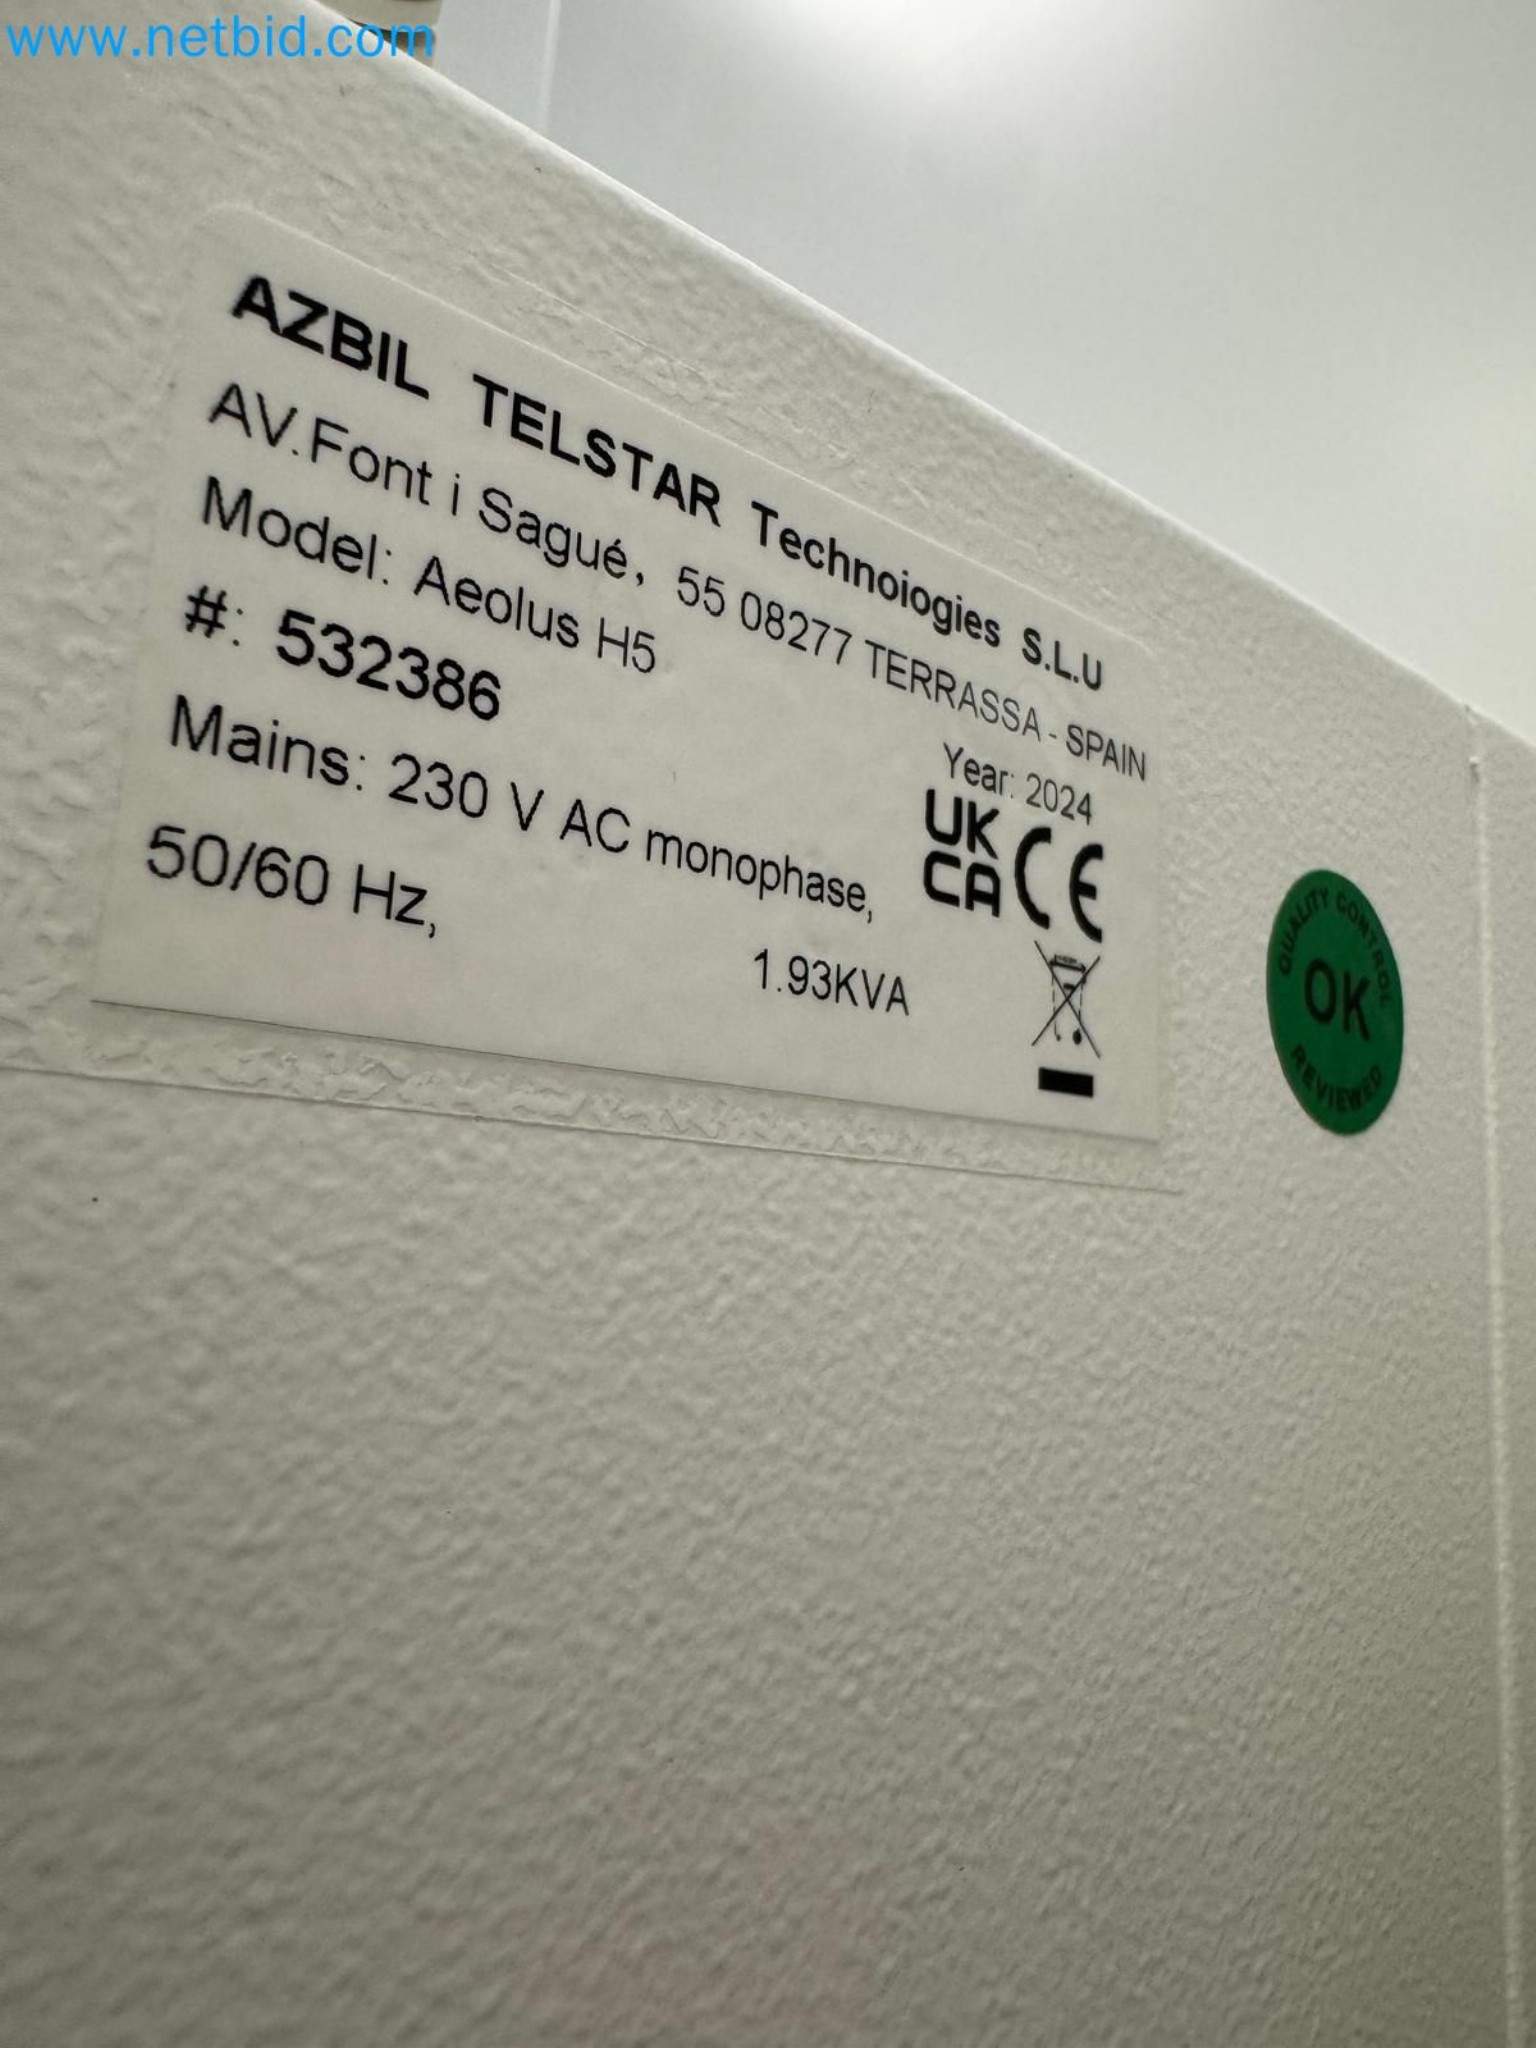 www.netbid.com
AZBIL TELSTAR Technoiogies S.L.U
AV.Font i Sagué, 55 08277 TERRASSA - SPAIN
Model: Aeolus H5
Year: 2024
#: 532386
UK
CA CE
Mains: 230 V AC monophase,
50/60 Hz,
1.93KVA
QUALITY CONTROL
OK
REVIEWED